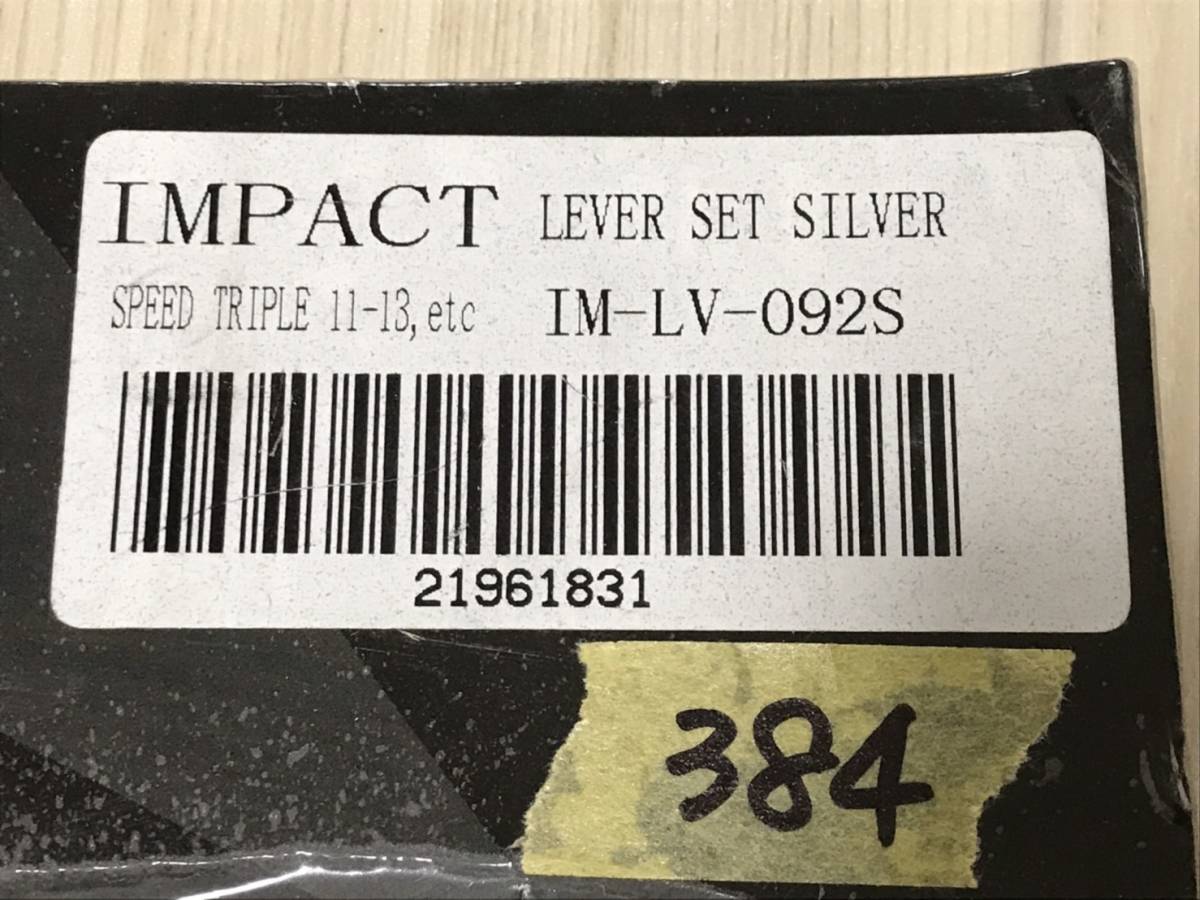 IMPACT LEVER SET SILVER
SPEED TRIPLE 11-13,etc IM-LV-092S
21961831
384